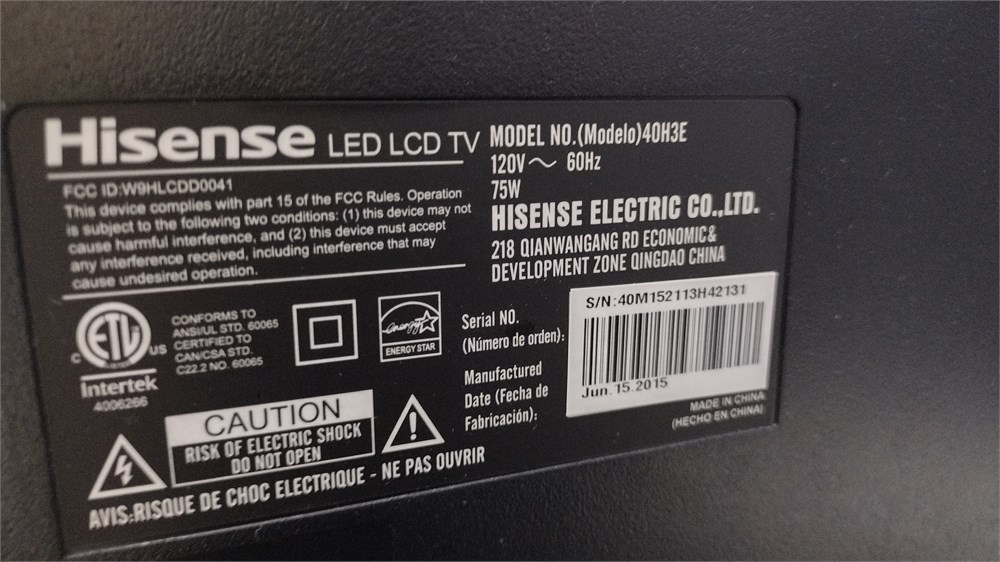 Hisense LED LCD TV
FCC ID:W9HLCDD0041
This device complies with part 15 of the FCC Rules. Operation
is subject to the following two conditions: (1) this device may not
cause harmful interference, and (2) this device must accept
any interference received, including interference that may
cause undesired operation.
MODEL NO.(Modelo)40H3E
120V ～ 60Hz
75W
HISENSE ELECTRIC CO.,LTD.
218 QIANWANGANG RD ECONOMIC&
DEVELOPMENT ZONE QINGDAO CHINA
ETL
c
us
Intertek
4006266
CONFORMS TO
ANSI/UL STD. 60065
CERTIFIED TO
CAN/CSA STD.
C22.2 NO. 60065
energy
ENERGY STAR
Serial NO.
(Número de orden):
S/N:40M152113H42131
Manufactured
Date (Fecha de
Fabricación):
Jun.15.2015
MADE IN CHINA
(HECHO EN CHINA)
CAUTION
RISK OF ELECTRIC SHOCK
DO NOT OPEN
AVIS:RISQUE DE CHOC ELECTRIQUE - NE PAS OUVRIR